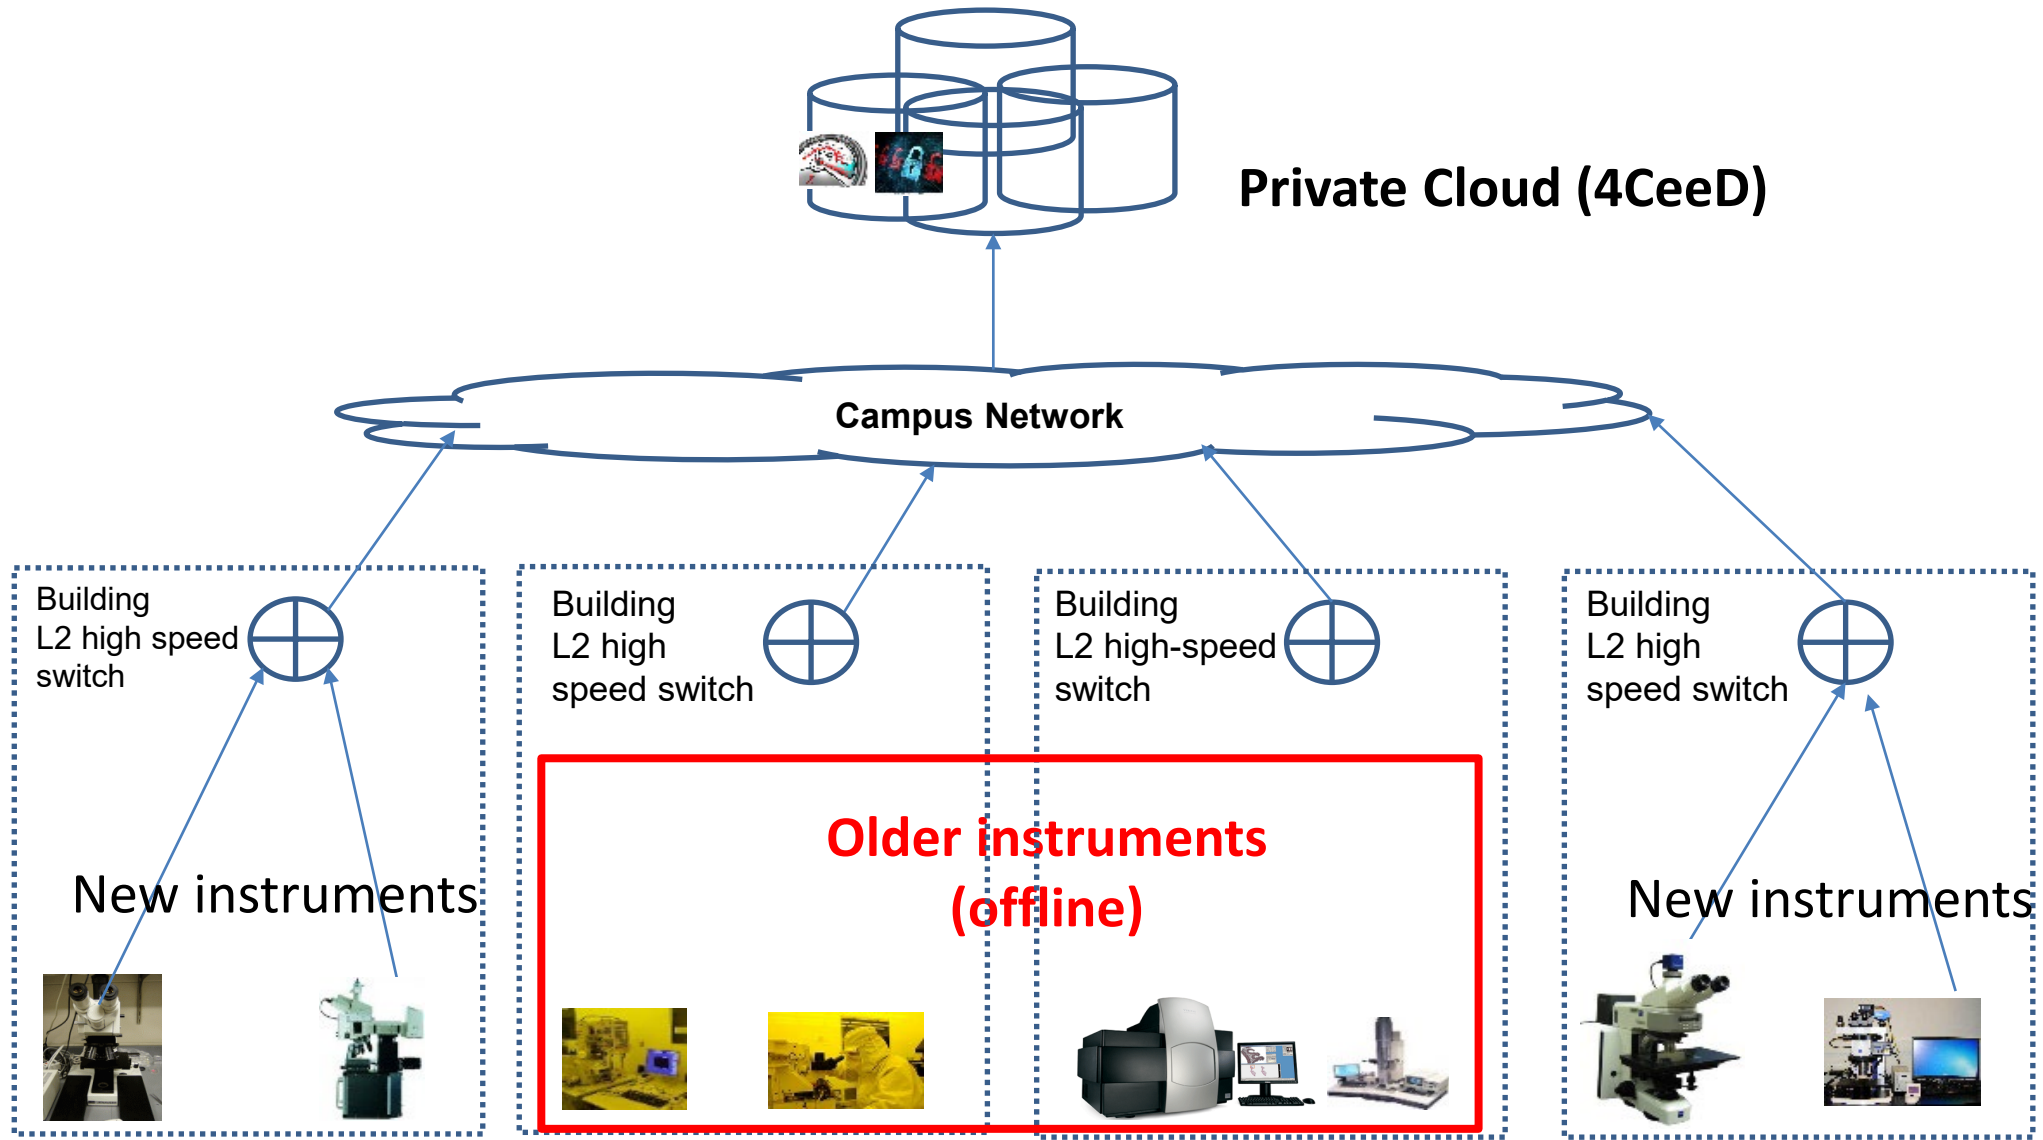 Private Cloud (4CeeD)
Campus Network
Building
L2 high speed
switch
Building
L2 high
speed switch
Building
L2 high-speed
switch
Building
L2 high
speed switch
Older instruments
(offline)
New instruments
New instruments